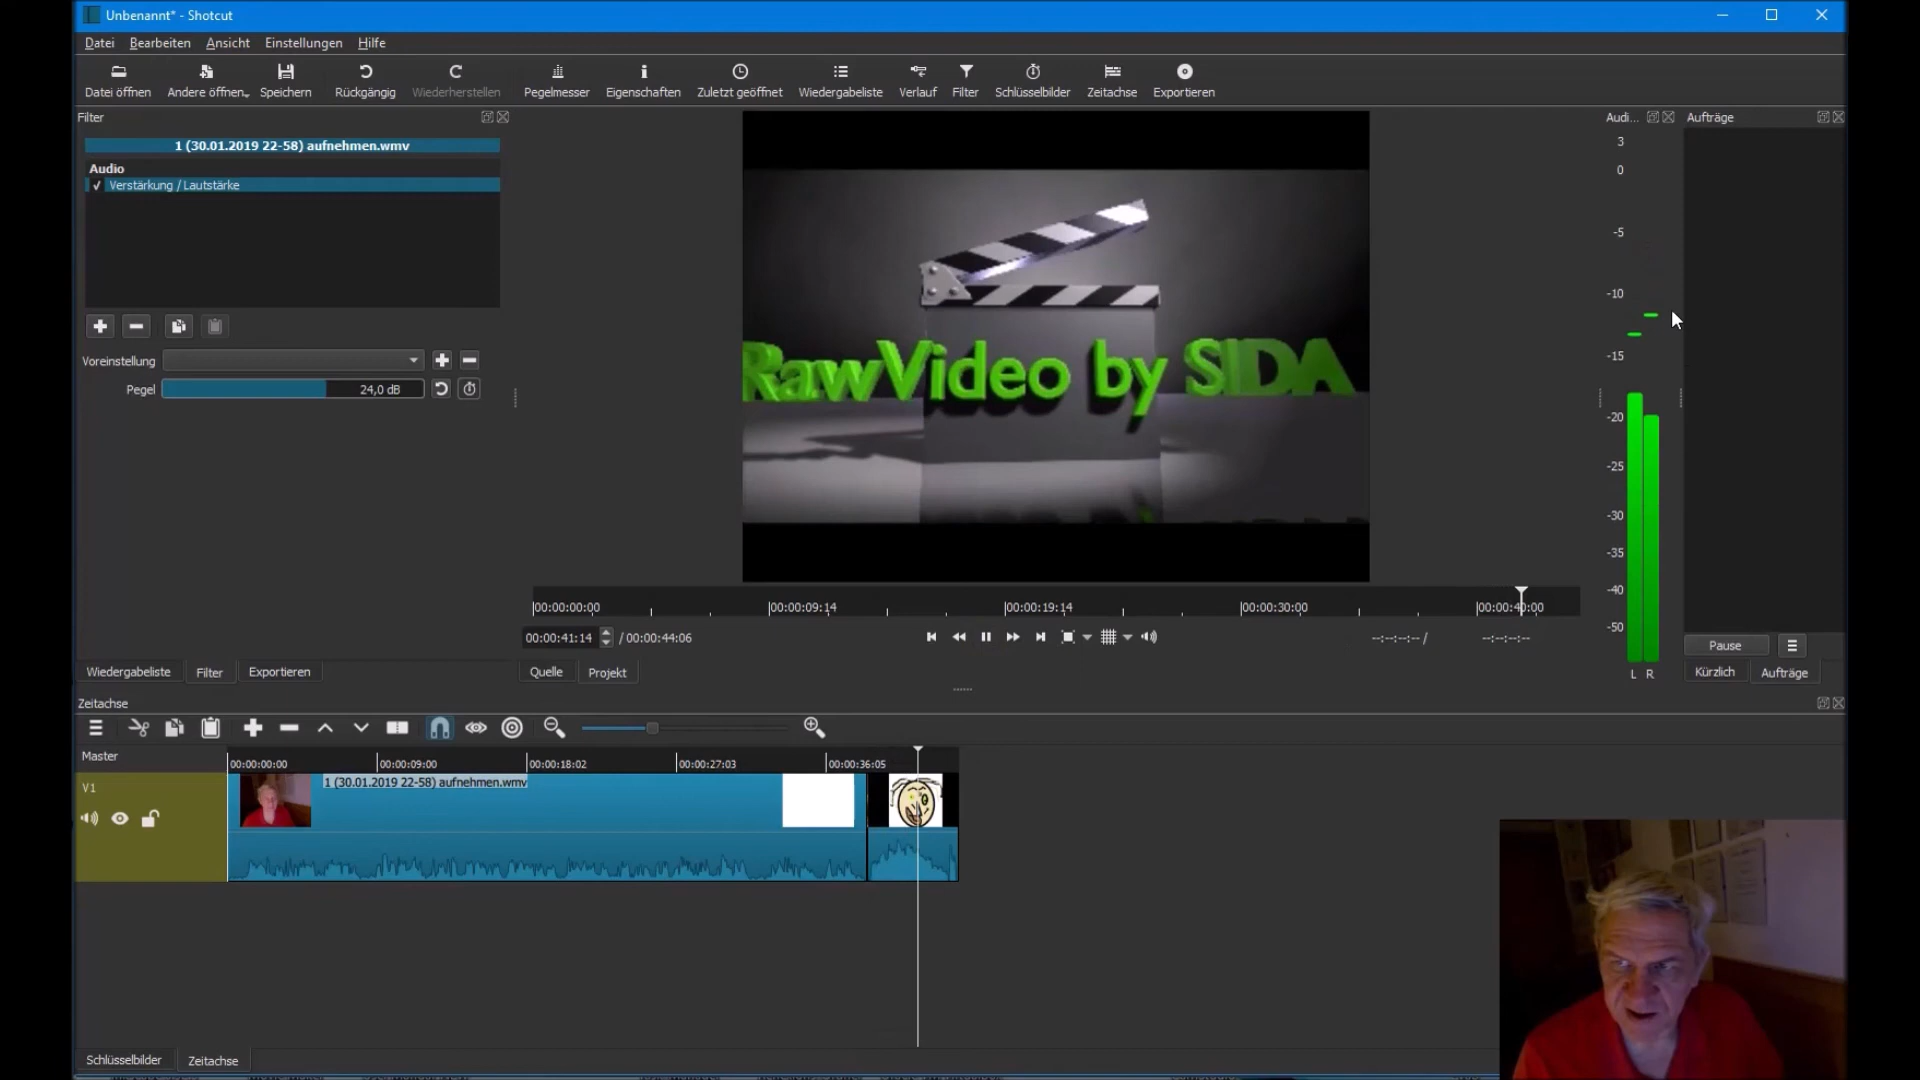 Unbenannt* - Shotcut
Datei Bearbeiten Ansicht Einstellungen Hilfe
Datei öffnen Andere öffnen Speichern Rückgängig Wiederherstellen Pegelmesser Eigenschaften Zuletzt geöffnet Wiedergabeliste Verlauf Filter Schlüsselbilder Zeitachse Exportieren
Filter
1 (30.01.2019 22-58) aufnehmen.wmv
Audio
Verstärkung / Lautstärke
Voreinstellung
Pegel 24,0 dB
Wiedergabeliste Filter Exportieren
RawVideo by SIDA
00:00:00:00 00:00:09:14 00:00:19:14 00:00:30:00 00:00:40:00
00:00:41:14 / 00:00:44:06 --:--:--:-- / --:--:--:--
Quelle Projekt
Audi...
3
0
-5
-10
-15
-20
-25
-30
-35
-40
-50
L R
Aufträge
Pause
Kürzlich Aufträge
Zeitachse
Master
00:00:00:00 00:00:09:00 00:00:18:02 00:00:27:03 00:00:36:05
V1
1 (30.01.2019 22-58) aufnehmen.wmv
Schlüsselbilder Zeitachse